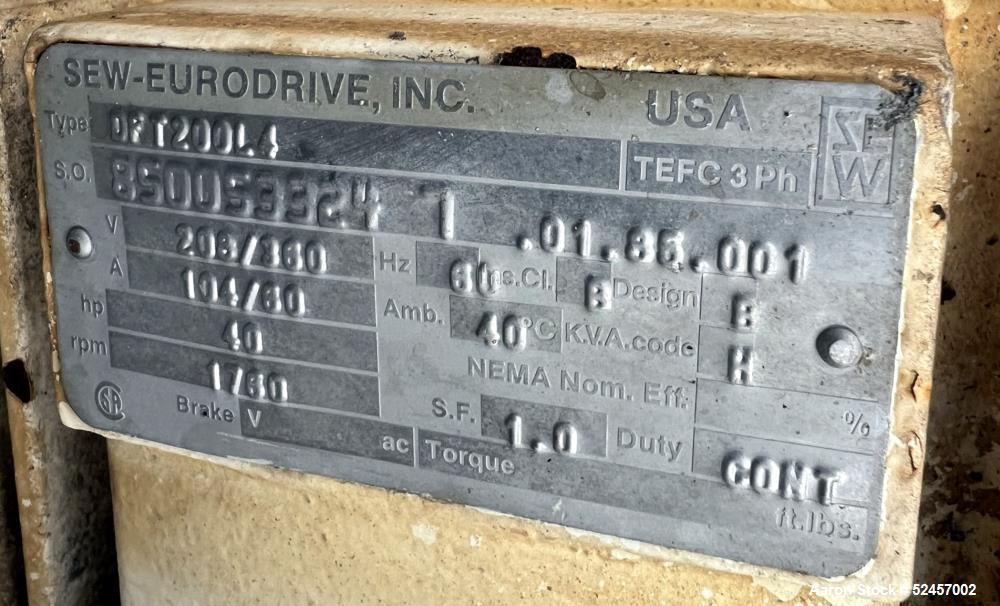 SEW-EURODRIVE, INC. USA
SEW
Type DFT200L4 TEFC 3 Ph
S.O. 850053324 1 .01.86.001
V 208/360 Hz 60 Ins.Cl. B Design B
A 104/60 Amb. 40°C K.V.A.code H
hp 40 NEMA Nom. Eff. %
rpm 1760 S.F. 1.0 Duty CONT
Brake V ac Torque ft.lbs.
Aaron Stock # 52457002